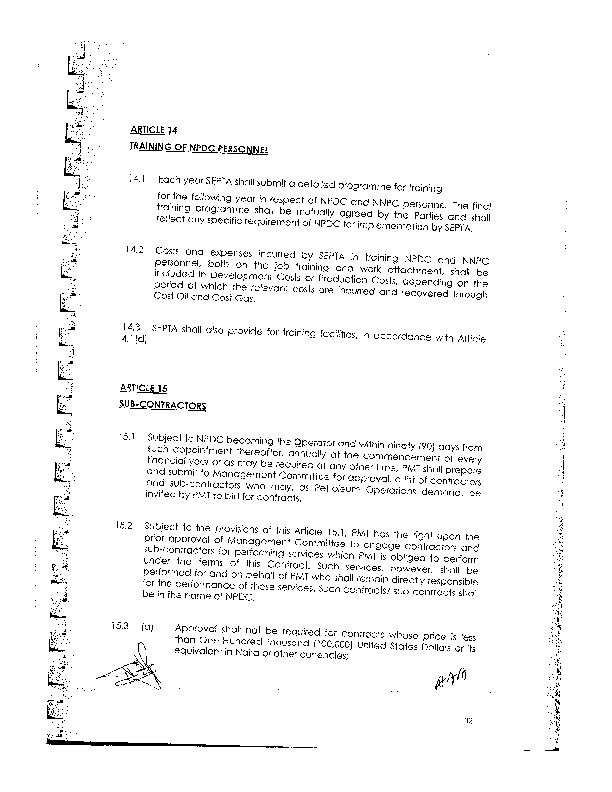 ARTICLE 14
TRAINING OF NPDC PERSONNEL
14.1 Each year SEPTA shall submit a detailed programme for training
for the following year in respect of NPDC and NNPC personnel. The final
training programme shall be mutually agreed by the Parties and shall
reflect any specific requirement of NPDC for implementation by SEPTA.
14.2 Costs and expenses incurred by SEPTA in training NPDC and NNPC
personnel, both on the job training and work attachment, shall be
included in Development Costs or Production Costs, depending on the
period at which the relevant costs are incurred and recovered through
Cost Oil and Cost Gas.
14.3 SEPTA shall also provide for training facilities, in accordance with Article
4.1(d)
ARTICLE 15
SUB-CONTRACTORS
15.1 Subject to NPDC becoming the Operator and within ninety (90) days from
such appointment thereafter, annually at the commencement of every
financial year or as may be required at any other time, PMT shall prepare
and submit to Management Committee for approval, a list of contractors
and sub-contractors who may, as Petroleum Operations demand, be
invited by PMT to bid for contracts.
15.2 Subject to the provisions of this Article 15.1, PMT has the right upon the
prior approval of Management Committee to engage contractors and
sub-contractors for performing services which PMT is obliged to perform
under the terms of this Contract. Such services, however, shall be
performed for and on behalf of PMT who shall remain directly responsible
for the performance of those services. Such contracts/ sub-contracts shall
be in the name of NPDC.
15.3 (a) Approval shall not be required for contracts whose price is less
than One hundred thousand (100,000) United States Dollars or its
equivalent in Naira or other currencies;